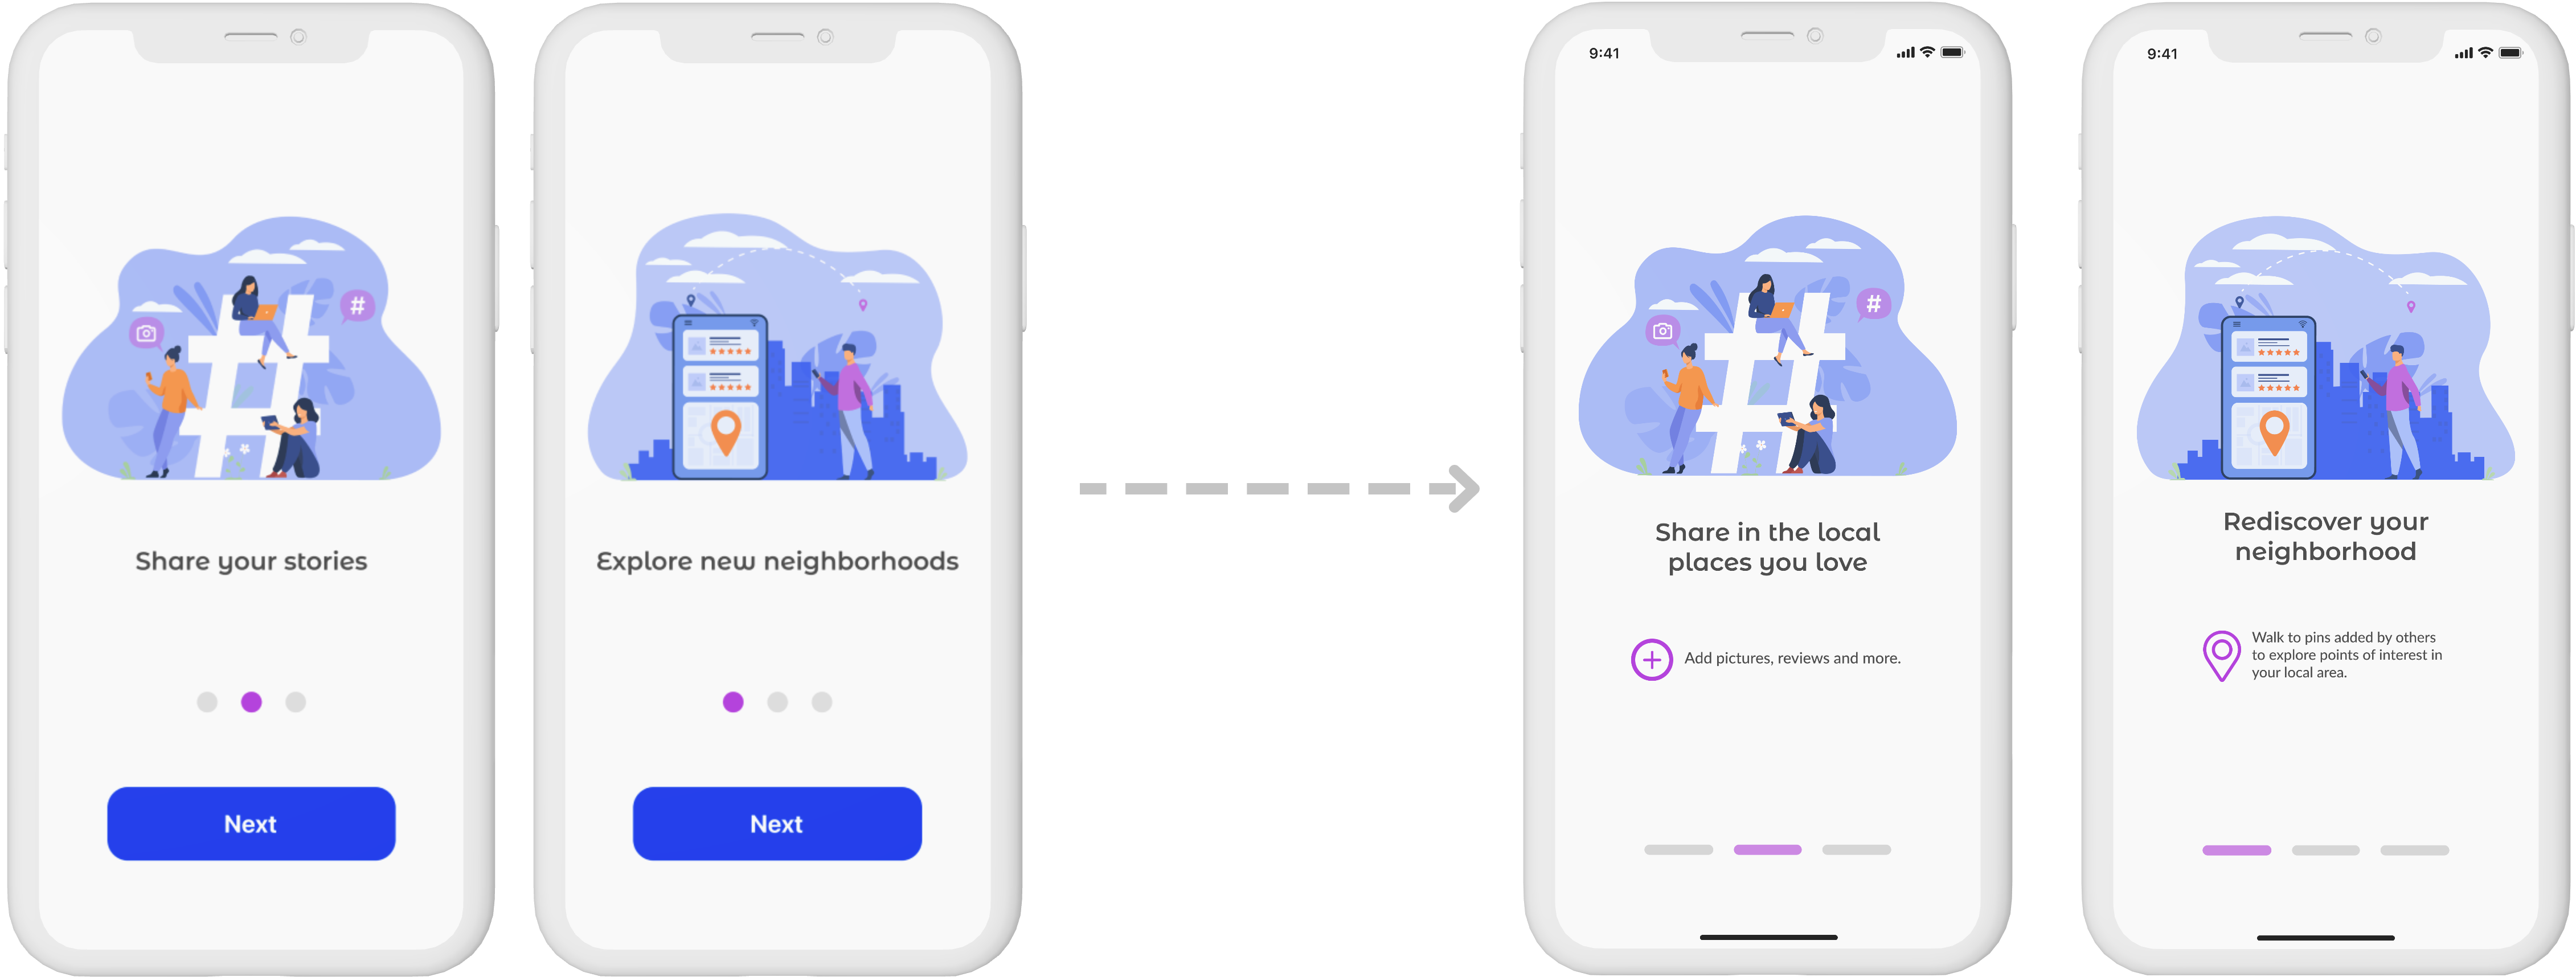 #
Share your stories
Next
Explore new neighborhoods
Next
9:41
#
Share in the local
places you love
Add pictures, reviews and more.
9:41
Rediscover your
neighborhood
Walk to pins added by others
to explore points of interest in
your local area.